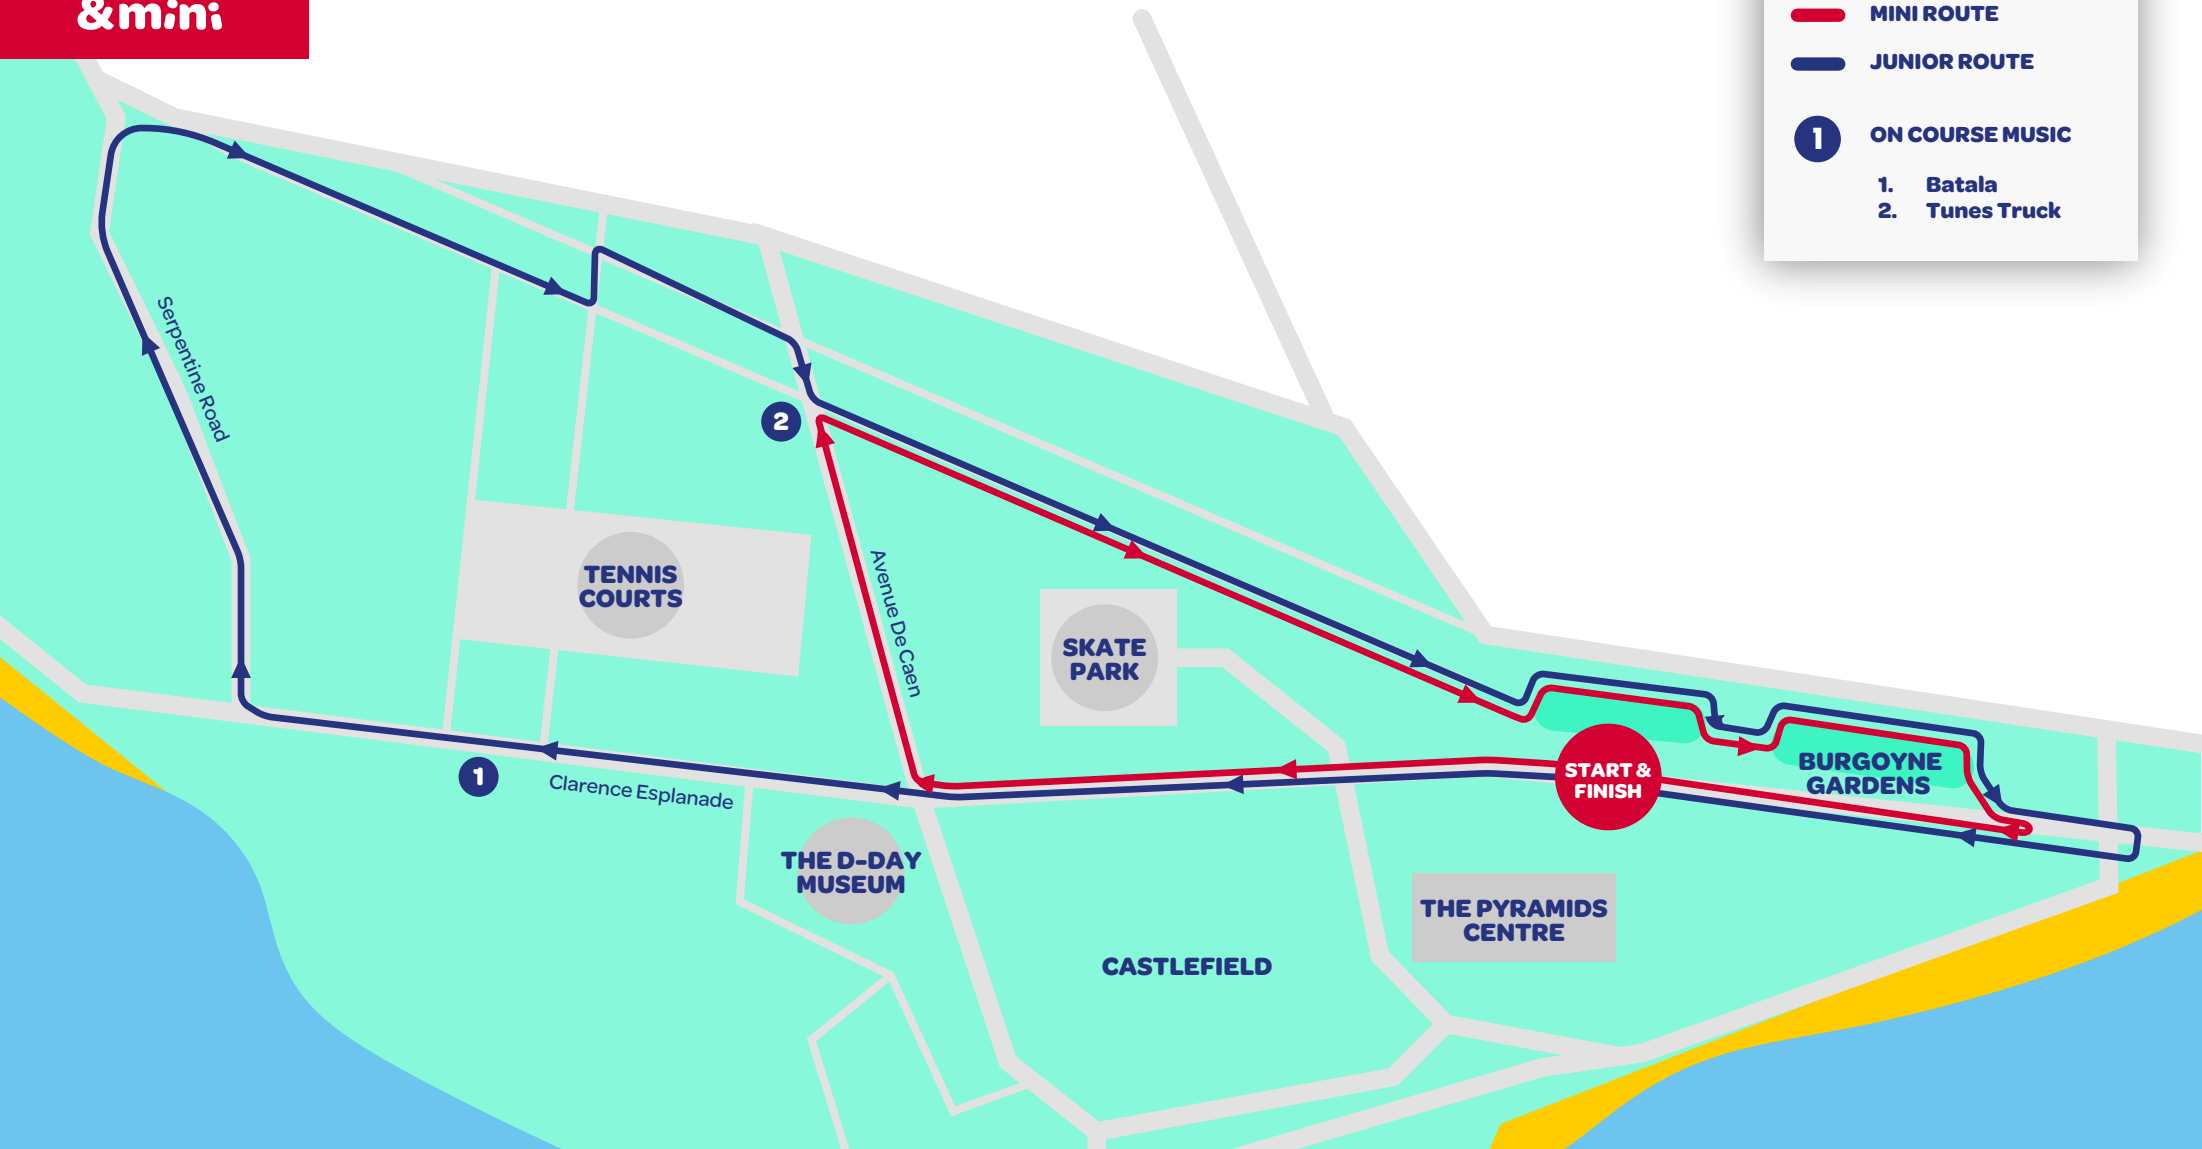 &mini
MINI ROUTE
JUNIOR ROUTE
1 ON COURSE MUSIC
1. Batala
2. Tunes Truck
Serpentine Road
2
TENNIS
COURTS
Avenue De Caen
SKATE
PARK
1
Clarence Esplanade
START &
FINISH
BURGOYNE
GARDENS
THE D-DAY
MUSEUM
THE PYRAMIDS
CENTRE
CASTLEFIELD